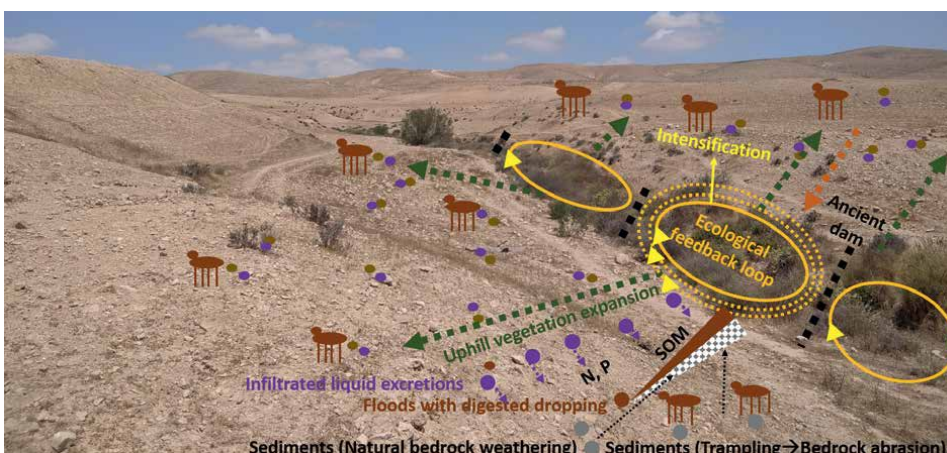 Intensification
Ancient
dam
Ecological
feedback loop
Uphill vegetation expansion
SOM
N, P
Infiltrated liquid excretions
Floods with digested dropping
Sediments (Natural bedrock weathering)
Sediments (Trampling→Bedrock abrasion)